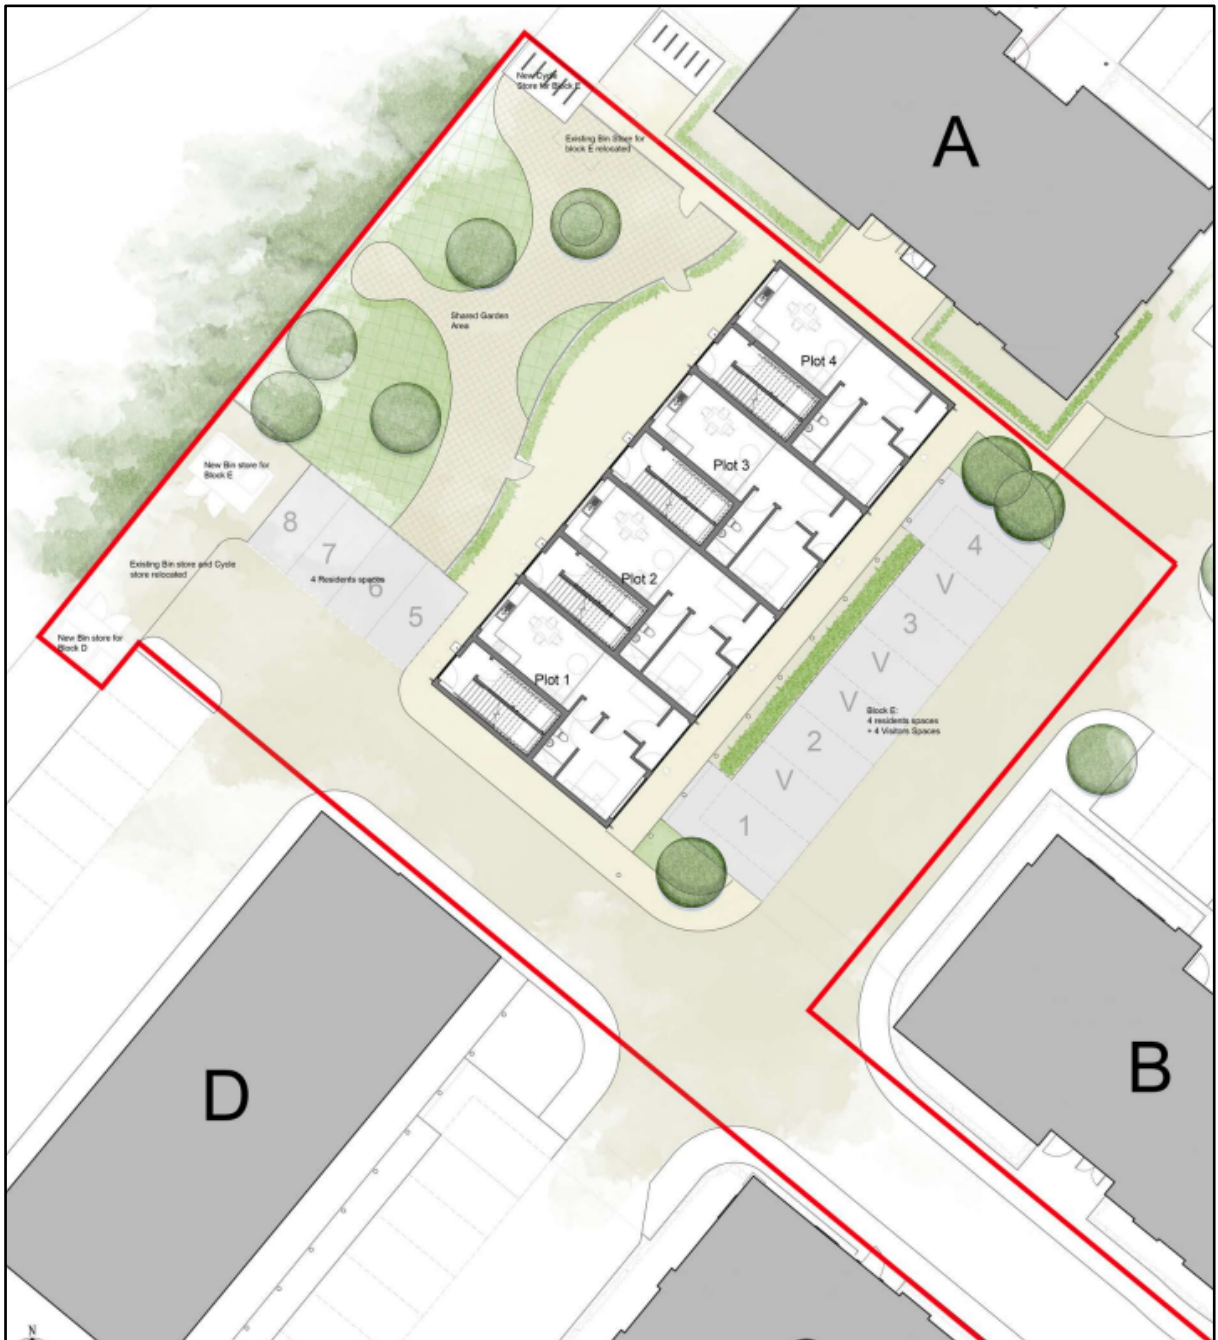 New Cycle
Store for Block E
A
Existing Bin Store for
block E relocated
Shared Garden
Area
Plot 4
Plot 3
New Bin store for
Block E
8
7
4 Residents spaces
6
5
4
V
3
V
V
2
V
1
Existing Bin store and Cycle
store relocated
Plot 2
New Bin store for
Block D
Plot 1
Block E:
4 residents spaces
+ 4 Visitors Spaces
B
D
N